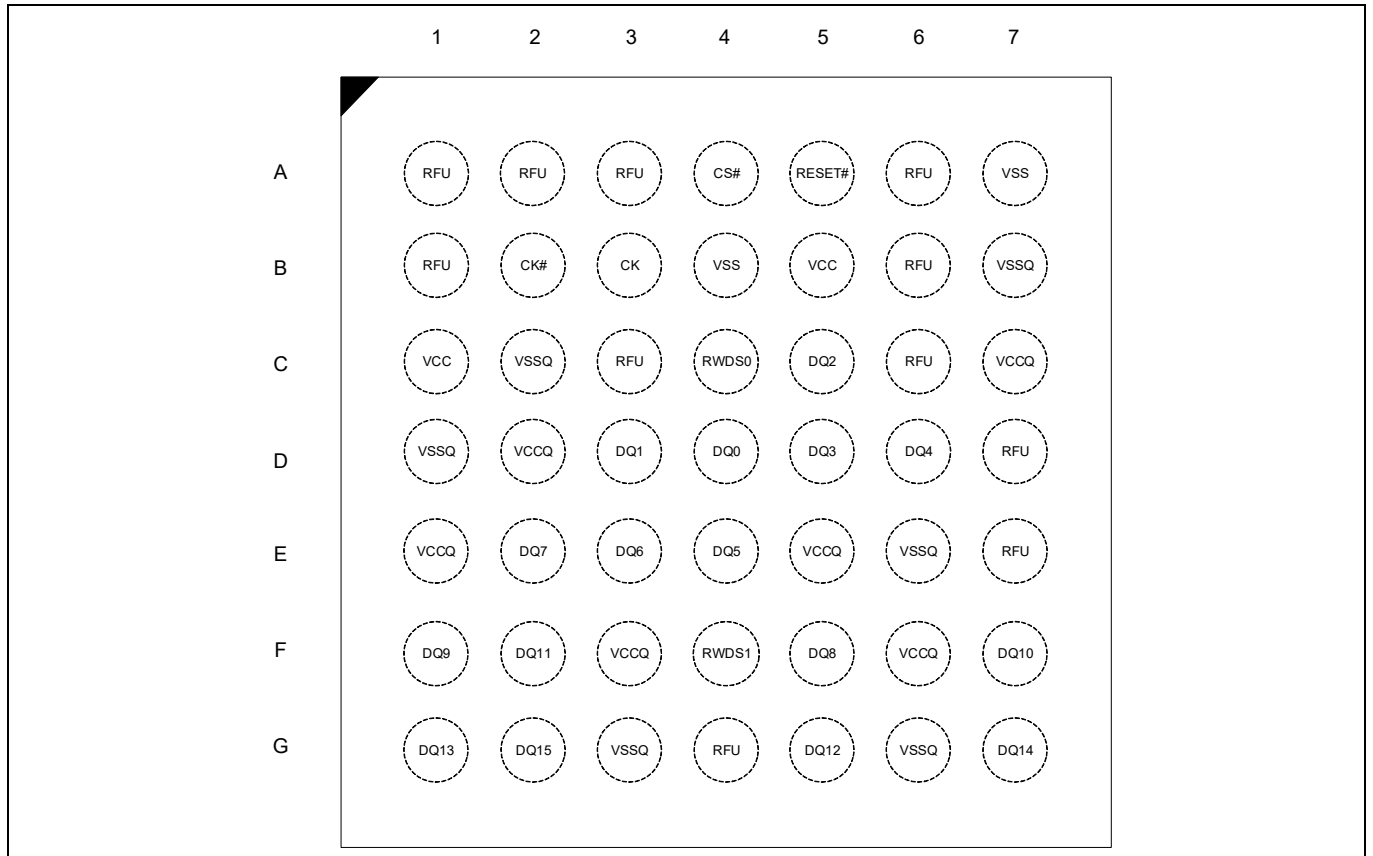 1 2 3 4 5 6 7
A RFU RFU RFU CS# RESET# RFU VSS
B RFU CK# CK VSS VCC RFU VSSQ
C VCC VSSQ RFU RWDS0 DQ2 RFU VCCQ
D VSSQ VCCQ DQ1 DQ0 DQ3 DQ4 RFU
E VCCQ DQ7 DQ6 DQ5 VCCQ VSSQ RFU
F DQ9 DQ11 VCCQ RWDS1 DQ8 VCCQ DQ10
G DQ13 DQ15 VSSQ RFU DQ12 VSSQ DQ14